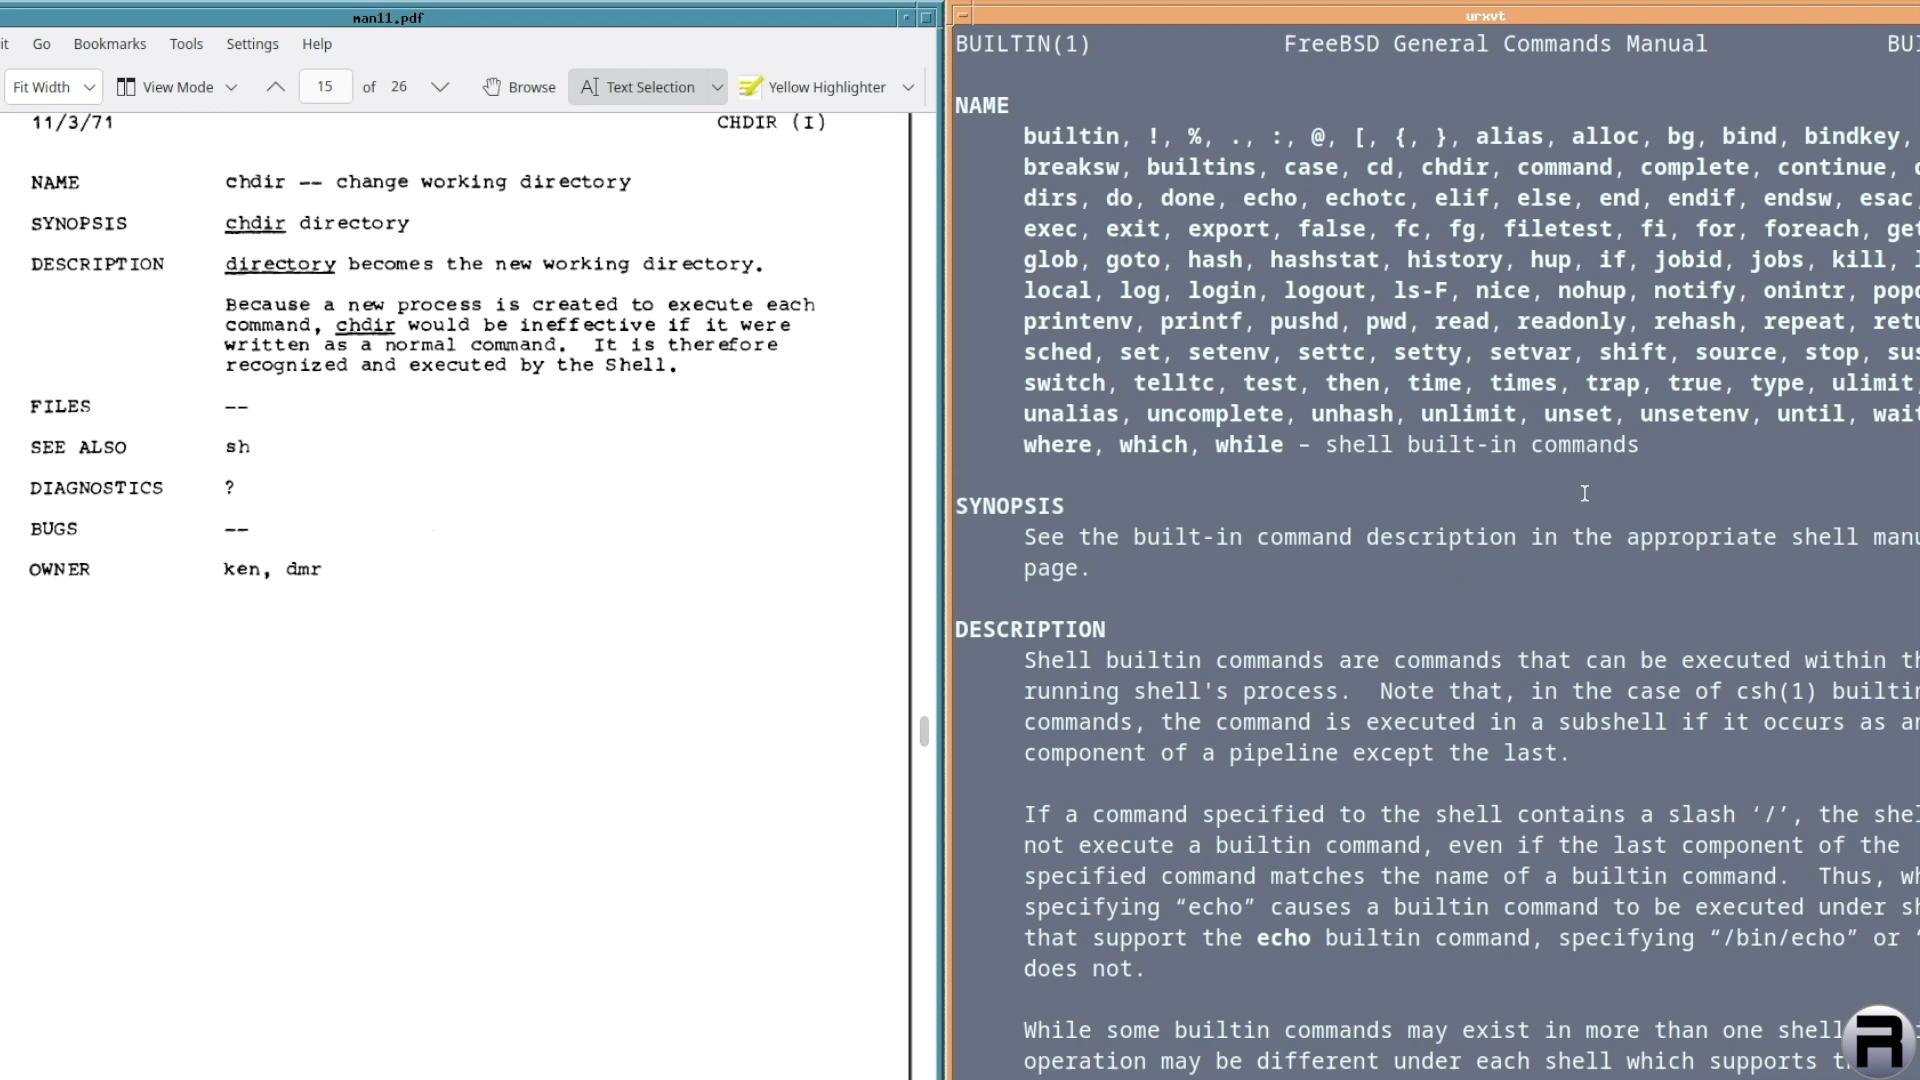 man11.pdf
it Go Bookmarks Tools Settings Help
Fit Width View Mode 15 of 26 Browse Text Selection Yellow Highlighter
11/3/71 CHDIR (I)
NAME chdir -- change working directory
SYNOPSIS chdir directory
DESCRIPTION directory becomes the new working directory.
Because a new process is created to execute each
command, chdir would be ineffective if it were
written as a normal command. It is therefore
recognized and executed by the Shell.
FILES --
SEE ALSO sh
DIAGNOSTICS ?
BUGS --
OWNER ken, dmr
urxvt
BUILTIN(1) FreeBSD General Commands Manual BUI
NAME
builtin, !, %, ., :, @, [, {, }, alias, alloc, bg, bind, bindkey,
breaksw, builtins, case, cd, chdir, command, complete, continue,
dirs, do, done, echo, echotc, elif, else, end, endif, endsw, esac,
exec, exit, export, false, fc, fg, filetest, fi, for, foreach, get
glob, goto, hash, hashstat, history, hup, if, jobid, jobs, kill,
local, log, login, logout, ls-F, nice, nohup, notify, onintr, popd
printenv, printf, pushd, pwd, read, readonly, rehash, repeat, retu
sched, set, setenv, settc, setty, setvar, shift, source, stop, sus
switch, telltc, test, then, time, times, trap, true, type, ulimit,
unalias, uncomplete, unhash, unlimit, unset, unsetenv, until, wait
where, which, while – shell built-in commands
SYNOPSIS
See the built-in command description in the appropriate shell manu
page.
DESCRIPTION
Shell builtin commands are commands that can be executed within th
running shell's process. Note that, in the case of csh(1) builtin
commands, the command is executed in a subshell if it occurs as an
component of a pipeline except the last.
If a command specified to the shell contains a slash ‘/’, the shel
not execute a builtin command, even if the last component of the
specified command matches the name of a builtin command. Thus, wh
specifying “echo” causes a builtin command to be executed under sh
that support the echo builtin command, specifying “/bin/echo” or “
does not.
While some builtin commands may exist in more than one shell
operation may be different under each shell which supports t